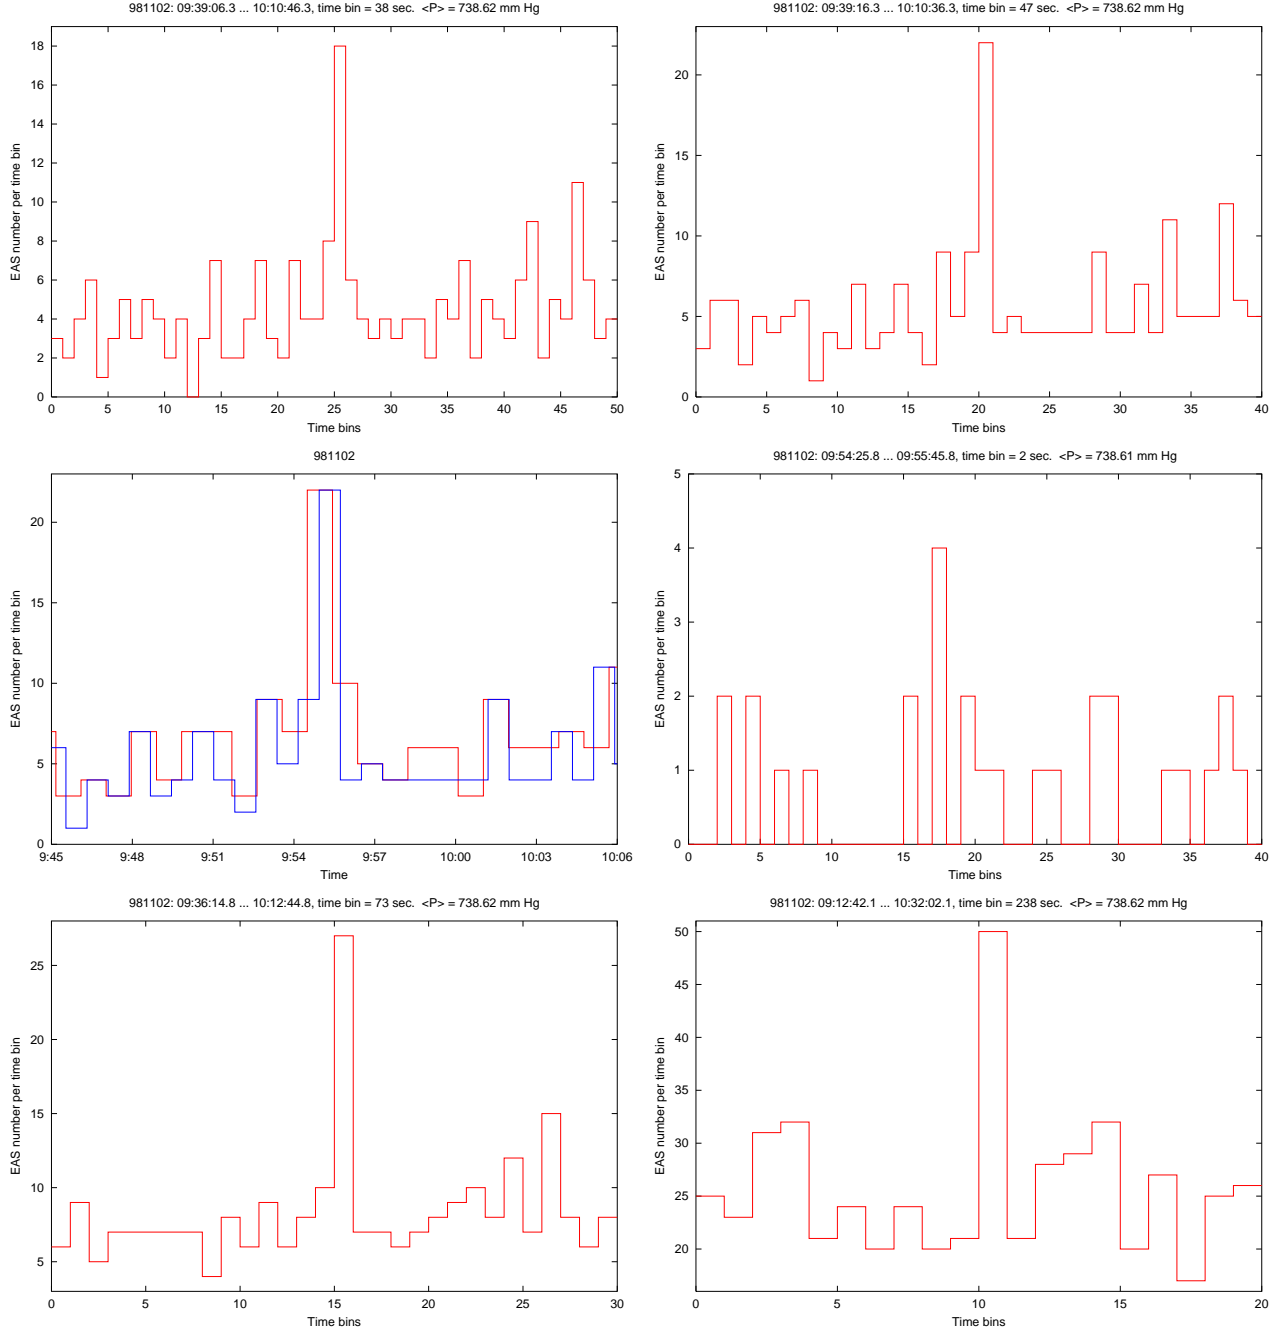 981102: 09:39:06.3 ... 10:10:46.3, time bin = 38 sec. <P> = 738.62 mm Hg
EAS number per time bin
18
16
14
12
10
8
6
4
2
0
0 5 10 15 20 25 30 35 40 45 50
Time bins
981102: 09:39:16.3 ... 10:10:36.3, time bin = 47 sec. <P> = 738.62 mm Hg
EAS number per time bin
20
15
10
5
0
0 5 10 15 20 25 30 35 40
Time bins
981102
EAS number per time bin
20
15
10
5
0
9:45 9:48 9:51 9:54 9:57 10:00 10:03 10:06
Time
981102: 09:54:25.8 ... 09:55:45.8, time bin = 2 sec. <P> = 738.61 mm Hg
EAS number per time bin
5
4
3
2
1
0
0 5 10 15 20 25 30 35 40
Time bins
981102: 09:36:14.8 ... 10:12:44.8, time bin = 73 sec. <P> = 738.62 mm Hg
EAS number per time bin
25
20
15
10
5
0 5 10 15 20 25 30
Time bins
981102: 09:12:42.1 ... 10:32:02.1, time bin = 238 sec. <P> = 738.62 mm Hg
EAS number per time bin
50
45
40
35
30
25
20
0 5 10 15 20
Time bins